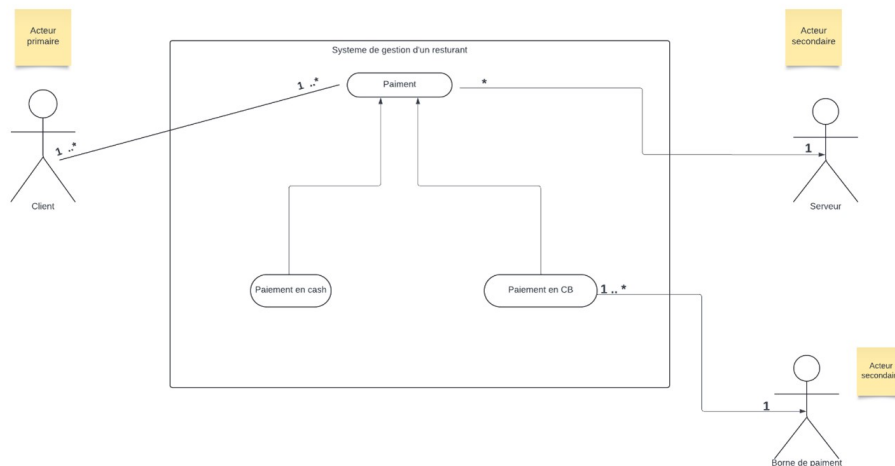 Acteur
primaire
Systeme de gestion d'un resturant
Acteur
secondaire
1 ..*
Paiment
*
1 ..*
1
Client
Serveur
Paiement en cash
Paiement en CB
1 .. *
Acteur
secondaire
1
Borne de paiment